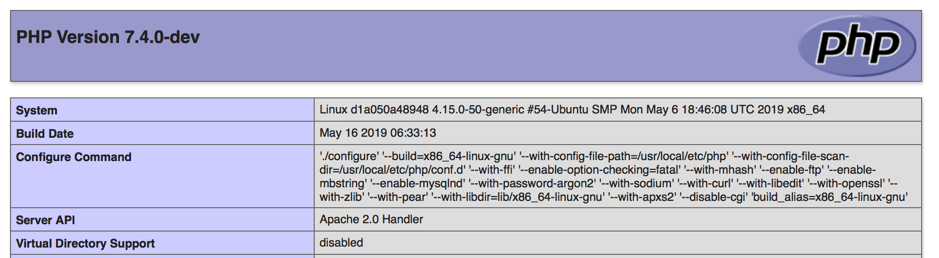 PHP Version 7.4.0-dev
php
System Linux d1a050a48948 4.15.0-50-generic #54-Ubuntu SMP Mon May 6 18:46:08 UTC 2019 x86_64
Build Date May 16 2019 06:33:13
Configure Command './configure' '--build=x86_64-linux-gnu' '--with-config-file-path=/usr/local/etc/php' '--with-config-file-scan-
dir=/usr/local/etc/php/conf.d' '--with-ffi' '--enable-option-checking=fatal' '--with-mhash' '--enable-ftp' '--enable-
mbstring' '--enable-mysqlnd' '--with-password-argon2' '--with-sodium' '--with-curl' '--with-libedit' '--with-openssl' '--
with-zlib' '--with-pear' '--with-libdir=lib/x86_64-linux-gnu' '--with-apxs2' '--disable-cgi' 'build_alias=x86_64-linux-gnu'
Server API Apache 2.0 Handler
Virtual Directory Support disabled